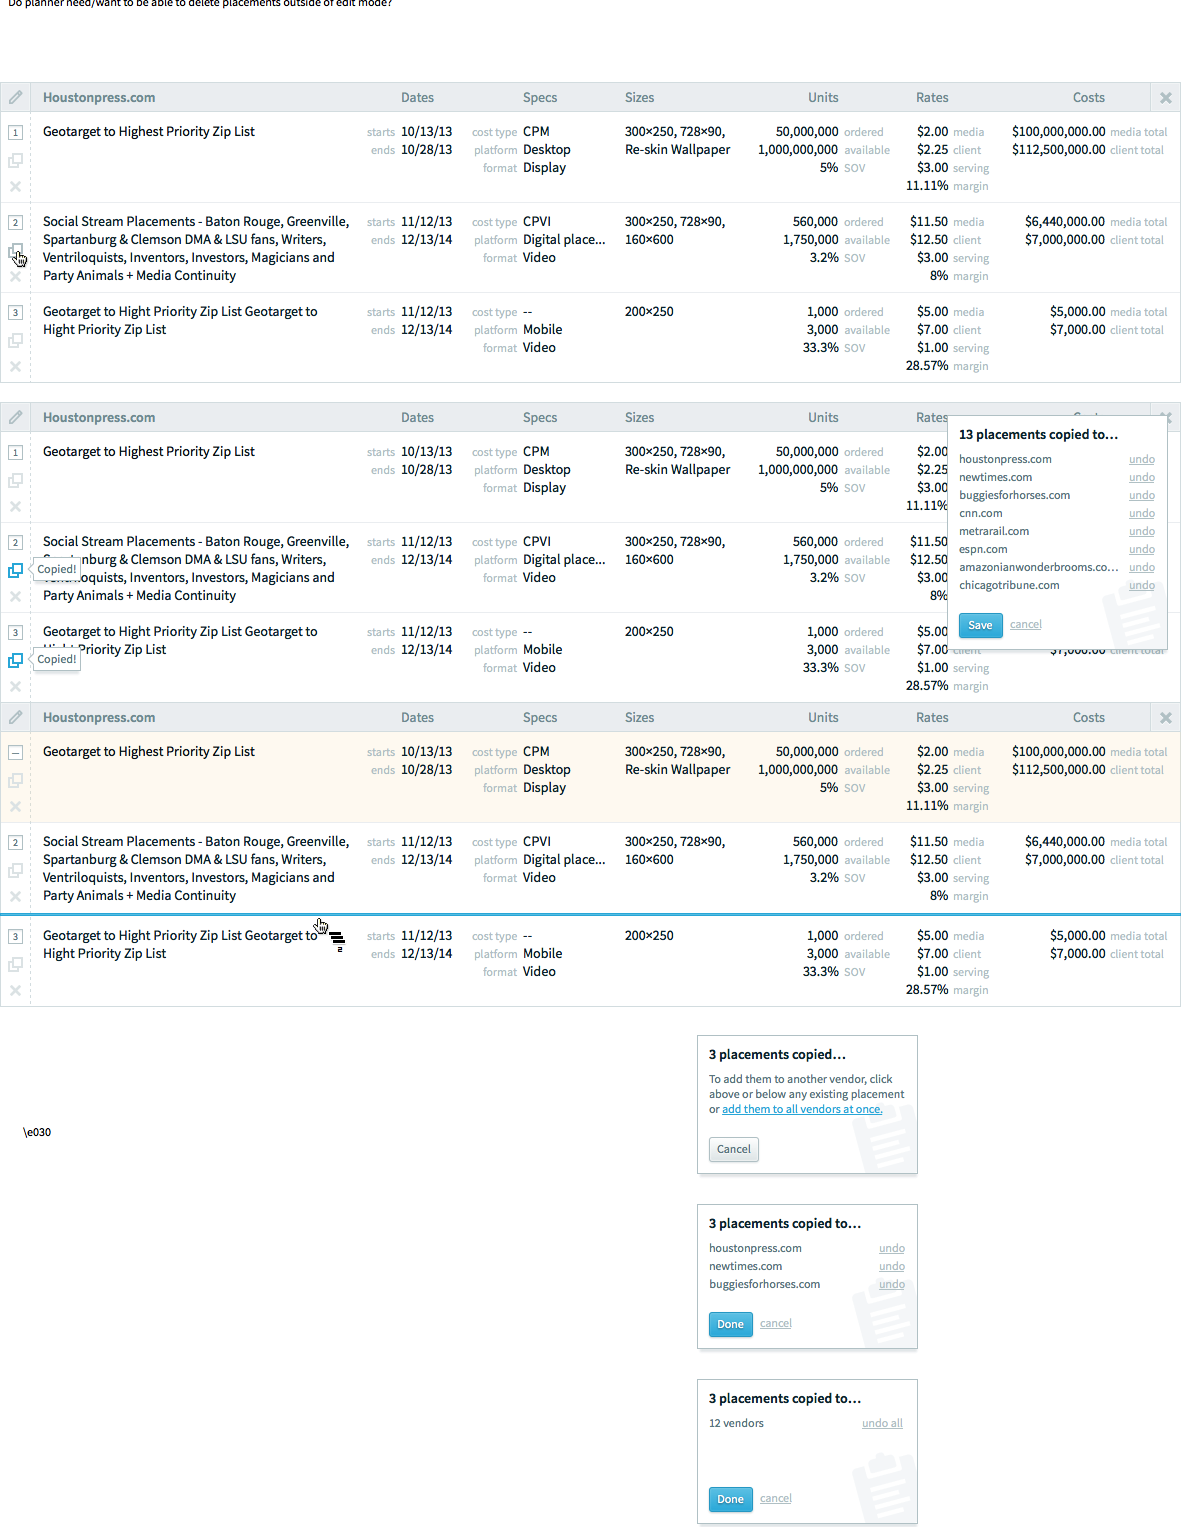 Do planner need/want to be able to delete placements outside of edit mode?
Houstonpress.com Dates Specs Sizes Units Rates Costs
1 Geotarget to Highest Priority Zip List starts 10/13/13 cost type CPM 300×250, 728×90, 50,000,000 ordered $2.00 media $100,000,000.00 media total
ends 10/28/13 platform Desktop Re-skin Wallpaper 1,000,000,000 available $2.25 client $112,500,000.00 client total
format Display 5% SOV $3.00 serving
11.11% margin
2 Social Stream Placements - Baton Rouge, Greenville, starts 11/12/13 cost type CPVI 300×250, 728×90, 560,000 ordered $11.50 media $6,440,000.00 media total
Spartanburg & Clemson DMA & LSU fans, Writers, ends 12/13/14 platform Digital place... 160×600 1,750,000 available $12.50 client $7,000,000.00 client total
Ventriloquists, Inventors, Investors, Magicians and format Video 3.2% SOV $3.00 serving
Party Animals + Media Continuity 8% margin
3 Geotarget to Hight Priority Zip List Geotarget to starts 11/12/13 cost type -- 200×250 1,000 ordered $5.00 media $5,000.00 media total
Hight Priority Zip List ends 12/13/14 platform Mobile 3,000 available $7.00 client $7,000.00 client total
format Video 33.3% SOV $1.00 serving
28.57% margin
Houstonpress.com Dates Specs Sizes Units Rates
1 Geotarget to Highest Priority Zip List starts 10/13/13 cost type CPM 300×250, 728×90, 50,000,000 ordered $2.00
ends 10/28/13 platform Desktop Re-skin Wallpaper 1,000,000,000 available $2.25
format Display 5% SOV $3.00
11.11%
2 Social Stream Placements - Baton Rouge, Greenville, starts 11/12/13 cost type CPVI 300×250, 728×90, 560,000 ordered $11.50
nburg & Clemson DMA & LSU fans, Writers, ends 12/13/14 platform Digital place... 160×600 1,750,000 available $12.50
Copied! oquists, Inventors, Investors, Magicians and format Video 3.2% SOV $3.00
Party Animals + Media Continuity 8%
3 Geotarget to Hight Priority Zip List Geotarget to starts 11/12/13 cost type -- 200×250 1,000 ordered $5.00
Priority Zip List ends 12/13/14 platform Mobile 3,000 available $7.00 client $7,000.00 client total
Copied! format Video 33.3% SOV $1.00 serving
28.57% margin
13 placements copied to...
houstonpress.com undo
newtimes.com undo
buggiesforhorses.com undo
cnn.com undo
metrarail.com undo
espn.com undo
amazonianwonderbrooms.co... undo
chicagotribune.com undo
Save cancel
Houstonpress.com Dates Specs Sizes Units Rates Costs
Geotarget to Highest Priority Zip List starts 10/13/13 cost type CPM 300×250, 728×90, 50,000,000 ordered $2.00 media $100,000,000.00 media total
ends 10/28/13 platform Desktop Re-skin Wallpaper 1,000,000,000 available $2.25 client $112,500,000.00 client total
format Display 5% SOV $3.00 serving
11.11% margin
2 Social Stream Placements - Baton Rouge, Greenville, starts 11/12/13 cost type CPVI 300×250, 728×90, 560,000 ordered $11.50 media $6,440,000.00 media total
Spartanburg & Clemson DMA & LSU fans, Writers, ends 12/13/14 platform Digital place... 160×600 1,750,000 available $12.50 client $7,000,000.00 client total
Ventriloquists, Inventors, Investors, Magicians and format Video 3.2% SOV $3.00 serving
Party Animals + Media Continuity 8% margin
3 Geotarget to Hight Priority Zip List Geotarget to starts 11/12/13 cost type -- 200×250 1,000 ordered $5.00 media $5,000.00 media total
Hight Priority Zip List 2 ends 12/13/14 platform Mobile 3,000 available $7.00 client $7,000.00 client total
format Video 33.3% SOV $1.00 serving
28.57% margin
3 placements copied...
To add them to another vendor, click
above or below any existing placement
or add them to all vendors at once.
Cancel
\e030
3 placements copied to...
houstonpress.com undo
newtimes.com undo
buggiesforhorses.com undo
Done cancel
3 placements copied to...
12 vendors undo all
Done cancel